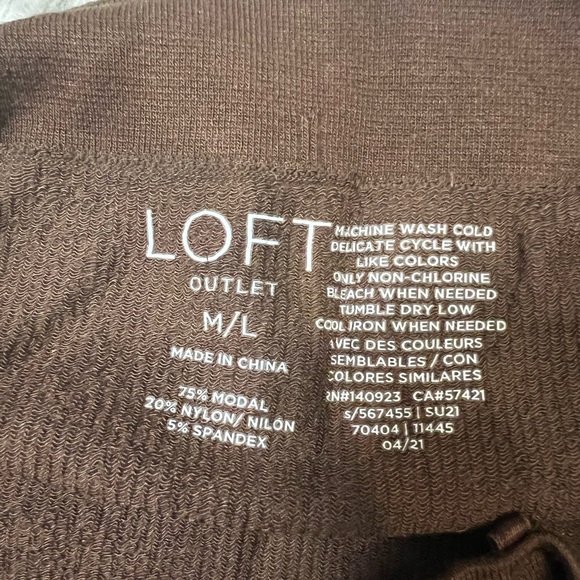 LOFT
OUTLET
M/L
MADE IN CHINA
75% MODAL
20% NYLON/ NILÓN
5% SPANDEX
MACHINE WASH COLD
DELICATE CYCLE WITH
LIKE COLORS
ONLY NON-CHLORINE
BLEACH WHEN NEEDED
TUMBLE DRY LOW
COOL IRON WHEN NEEDED
AVEC DES COULEURS
SEMBLABLES / CON
COLORES SIMILARES
RN#140923 CA#57421
S/567455 | SU21
70404 | 11445
04/21